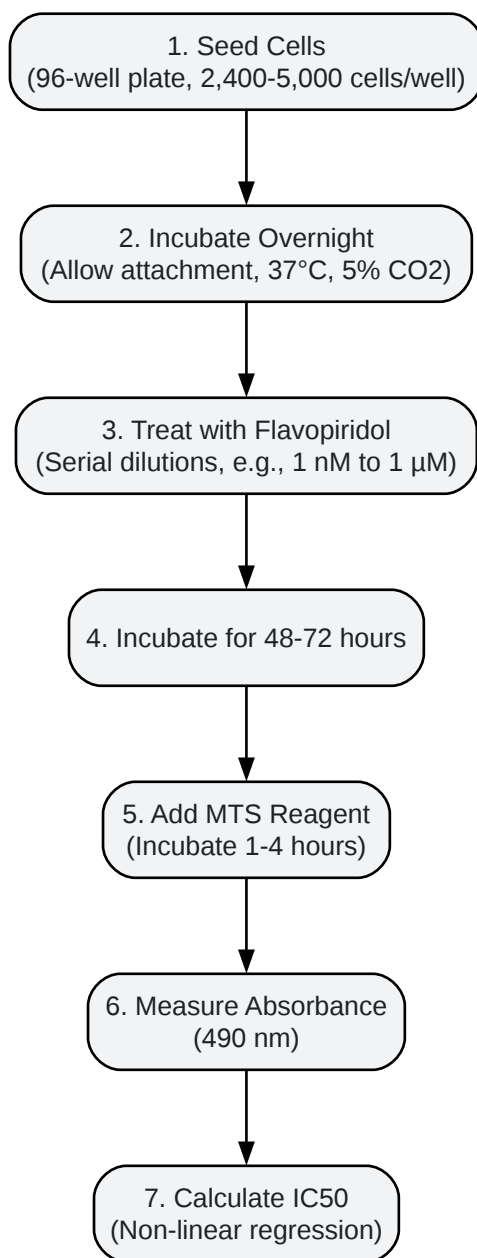 1. Seed Cells
(96-well plate, 2,400-5,000 cells/well)
2. Incubate Overnight
(Allow attachment, 37°C, 5% CO2)
3. Treat with Flavopiridol
(Serial dilutions, e.g., 1 nM to 1 µM)
4. Incubate for 48-72 hours
5. Add MTS Reagent
(Incubate 1-4 hours)
6. Measure Absorbance
(490 nm)
7. Calculate IC50
(Non-linear regression)